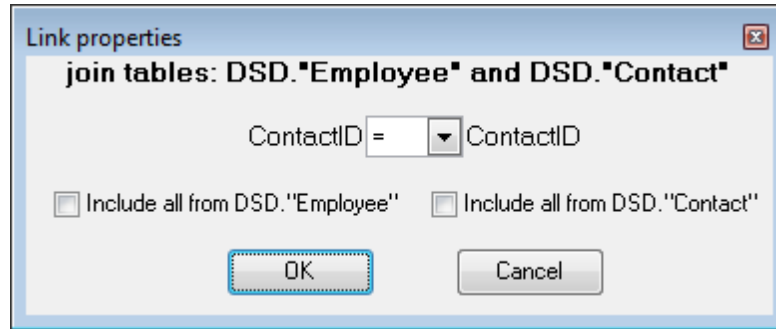 Link properties
join tables: DSD."Employee" and DSD."Contact"
ContactID = ContactID
Include all from DSD."Employee" Include all from DSD."Contact"
OK Cancel